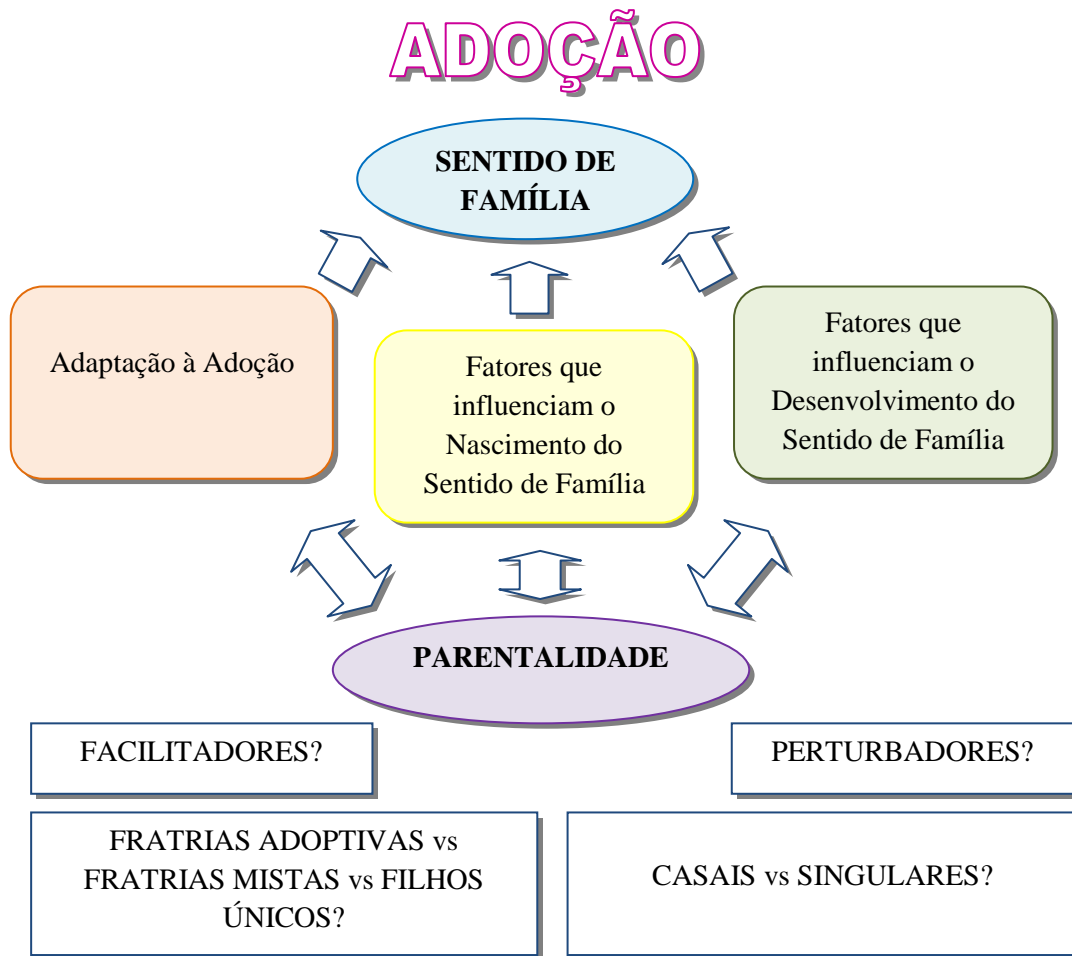 ADOÇÃO
SENTIDO DE
FAMÍLIA
Adaptação à Adoção
Fatores que
influenciam o
Nascimento do
Sentido de Família
Fatores que
influenciam o
Desenvolvimento do
Sentido de Família
PARENTALIDADE
FACILITADORES?
PERTURBADORES?
FRATRIAS ADOPTIVAS vs
FRATRIAS MISTAS vs FILHOS
ÚNICOS?
CASAIS vs SINGULARES?